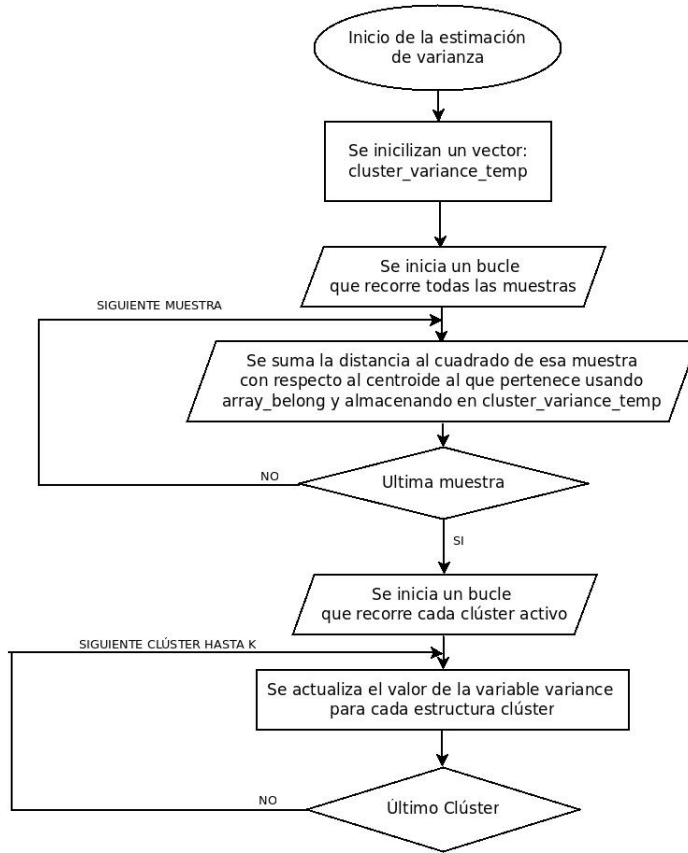 Inicio de la estimación
de varianza
Se inicilizan un vector:
cluster_variance_temp
Se inicia un bucle
que recorre todas las muestras
SIGUIENTE MUESTRA
Se suma la distancia al cuadrado de esa muestra
con respecto al centroide al que pertenece usando
array_belong y almacenando en cluster_variance_temp
NO
Ultima muestra
SI
Se inicia un bucle
que recorre cada clúster activo
SIGUIENTE CLÚSTER HASTA K
Se actualiza el valor de la variable variance
para cada estructura clúster
NO
Último Clúster